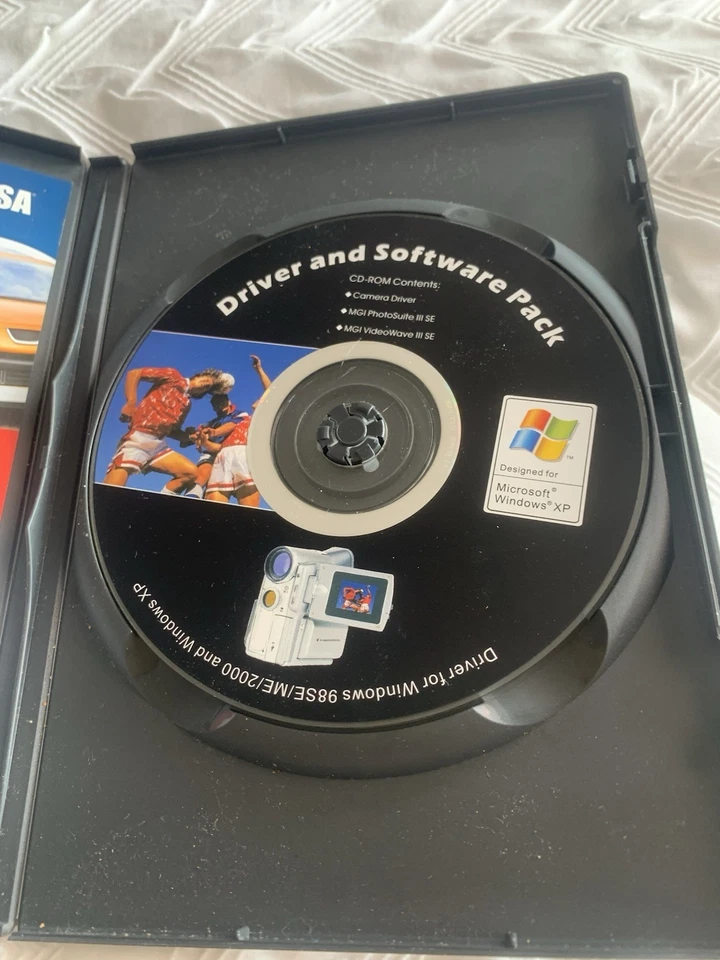 SA
Driver and Software Pack
CD-ROM Contents:
◆ Camera Driver
◆ MGI PhotoSuite III SE
◆ MGI VideoWave III SE
TM
Designed for
Microsoft®
Windows® XP
Driver for Windows 98SE/ME/2000 and Windows XP